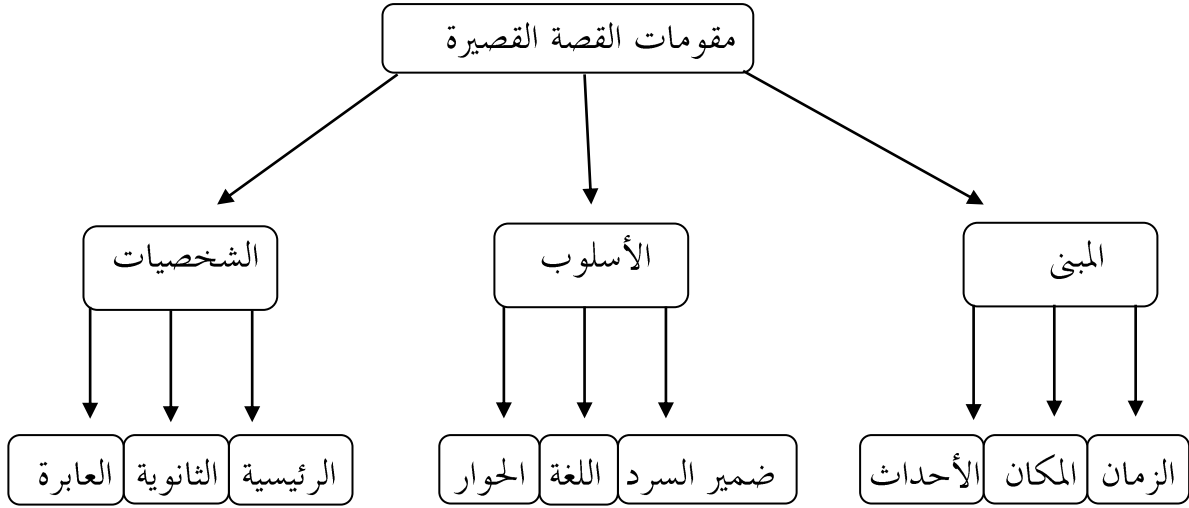 مقومات القصة القصيرة
المبنى
الأسلوب
الشخصيات
الزمان
المكان
الأحداث
ضمير السرد
اللغة
الحوار
الرئيسية
الثانوية
العابرة